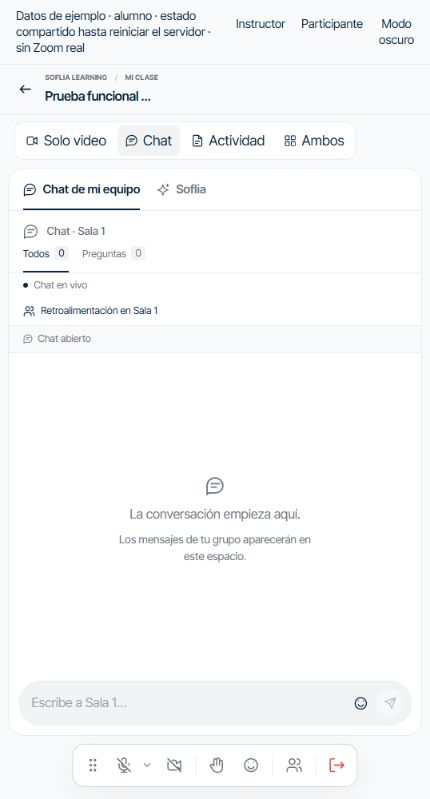 Datos de ejemplo · alumno · estado
compartido hasta reiniciar el servidor ·
sin Zoom real
Instructor
Participante
Modo
oscuro
SOFLIA LEARNING / MI CLASE
Prueba funcional ...
Solo video
Chat
Actividad
Ambos
Chat de mi equipo
Soflia
Chat · Sala 1
Todos 0
Preguntas 0
Chat en vivo
Retroalimentación en Sala 1
Chat abierto
La conversación empieza aquí.
Los mensajes de tu grupo aparecerán en
este espacio.
Escribe a Sala 1...